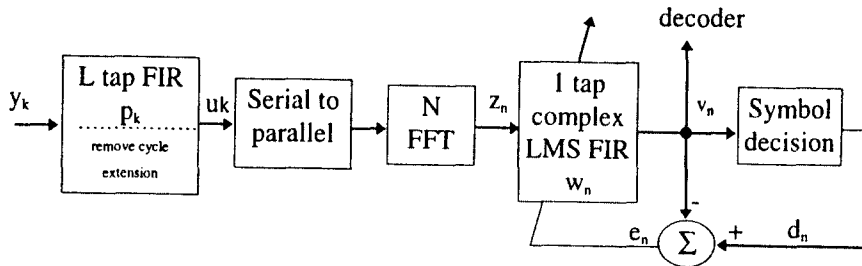 decoder
y_k
L tap FIR
p_k
remove cycle
extension
uk
Serial to
parallel
N
FFT
z_n
1 tap
complex
LMS FIR
w_n
v_n
Symbol
decision
-
e_n
Σ
+
d_n